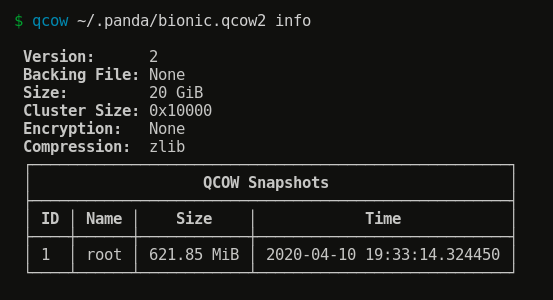 $ qcow ~/.panda/bionic.qcow2 info
Version: 2
Backing File: None
Size: 20 GiB
Cluster Size: 0x10000
Encryption: None
Compression: zlib
QCOW Snapshots
ID Name Size Time
1 root 621.85 MiB 2020-04-10 19:33:14.324450